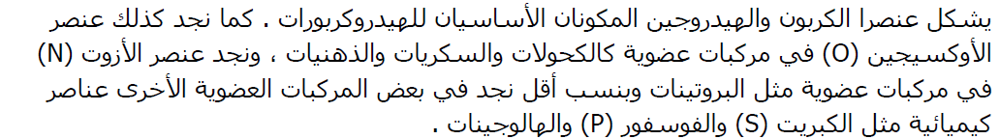 يشكل عنصرا الكربون والهيدروجين المكونان الأساسيان للهيدروكربورات . كما نجد كذلك عنصر
الأوكسيجين (O) في مركبات عضوية كالكحولات والسكريات والذهنيات ، ونجد عنصر الأزوت (N)
في مركبات عضوية مثل البروتينات وبنسب أقل نجد في بعض المركبات العضوية الأخرى عناصر
كيميائية مثل الكبريت (S) والفوسفور (P) والهالوجينات .